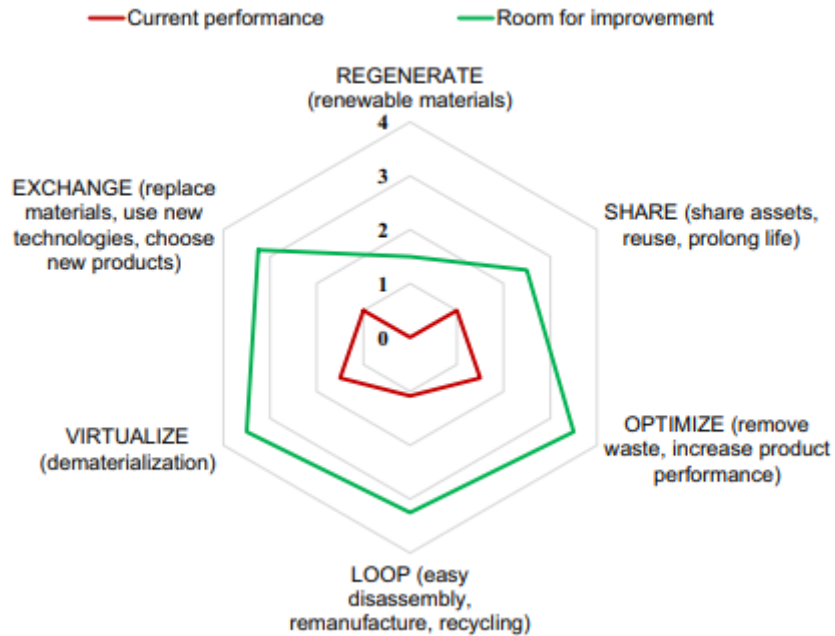 Current performance
Room for improvement
REGENERATE
(renewable materials)
4
3
2
1
0
EXCHANGE (replace
materials, use new
technologies, choose
new products)
SHARE (share assets,
reuse, prolong life)
VIRTUALIZE
(dematerialization)
OPTIMIZE (remove
waste, increase product
performance)
LOOP (easy
disassembly,
remanufacture, recycling)